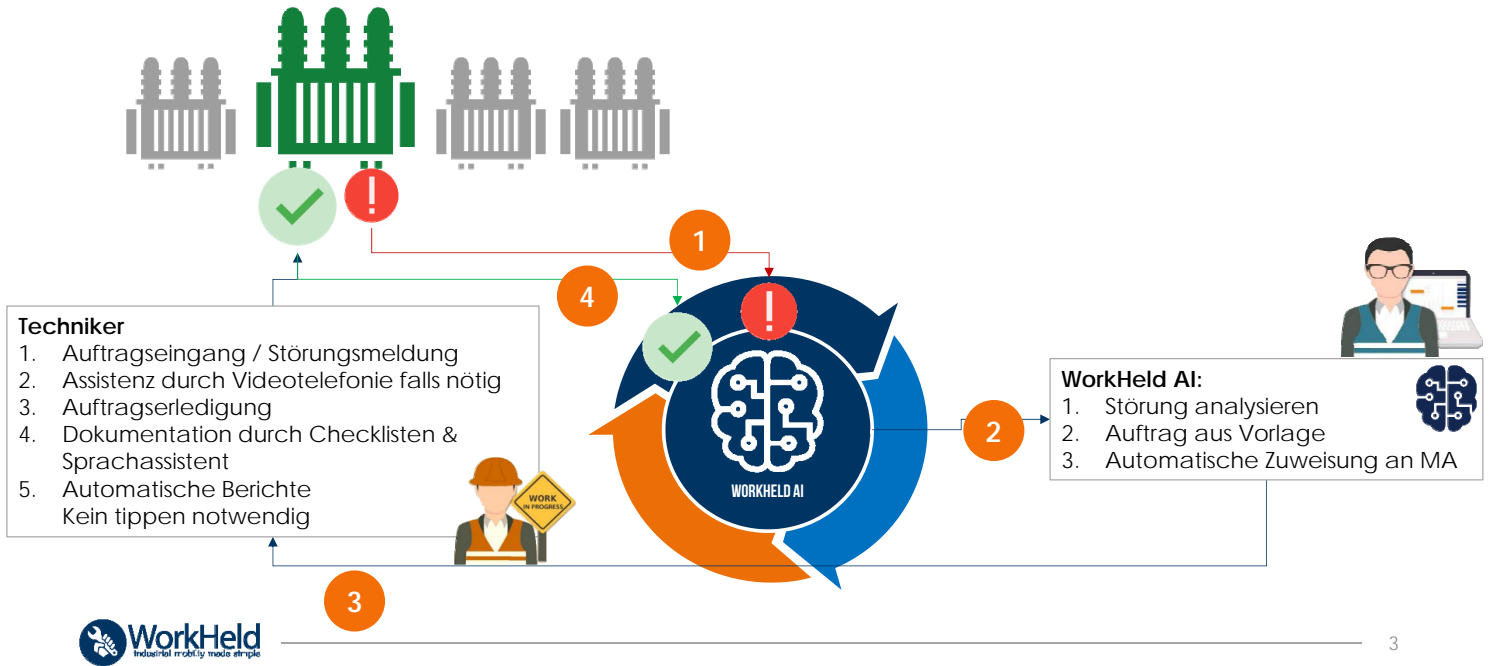 1
4
Techniker
1. Auftragseingang / Störungsmeldung
2. Assistenz durch Videotelefonie falls nötig
3. Auftragserledigung
4. Dokumentation durch Checklisten &
Sprachassistent
5. Automatische Berichte
Kein tippen notwendig
WORK
IN PROGRESS
WORKHELD AI
2
WorkHeld AI:
1. Störung analysieren
2. Auftrag aus Vorlage
3. Automatische Zuweisung an MA
3
WorkHeld
Industrial mobility made simple
3